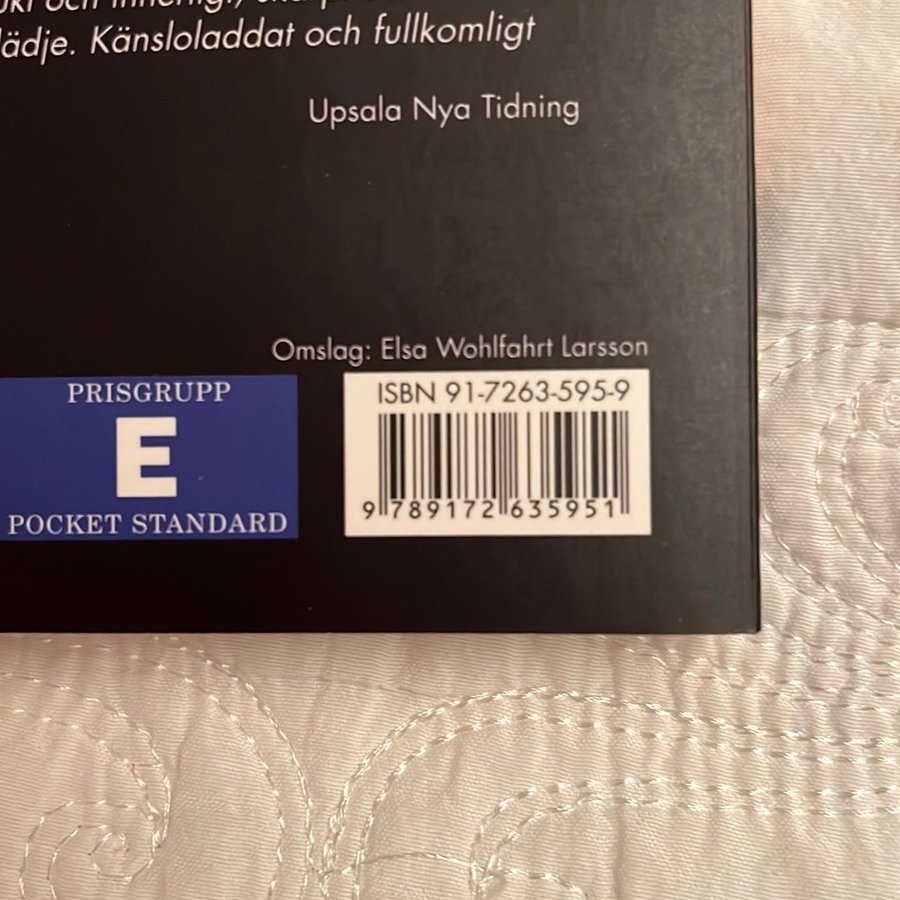 och
lädje. Känsloladdat och fullkomligt
Upsala Nya Tidning
Omslag: Elsa Wohlfahrt Larsson
PRISGRUPP
E
POCKET STANDARD
ISBN 91-7263-595-9
9 789172 635951